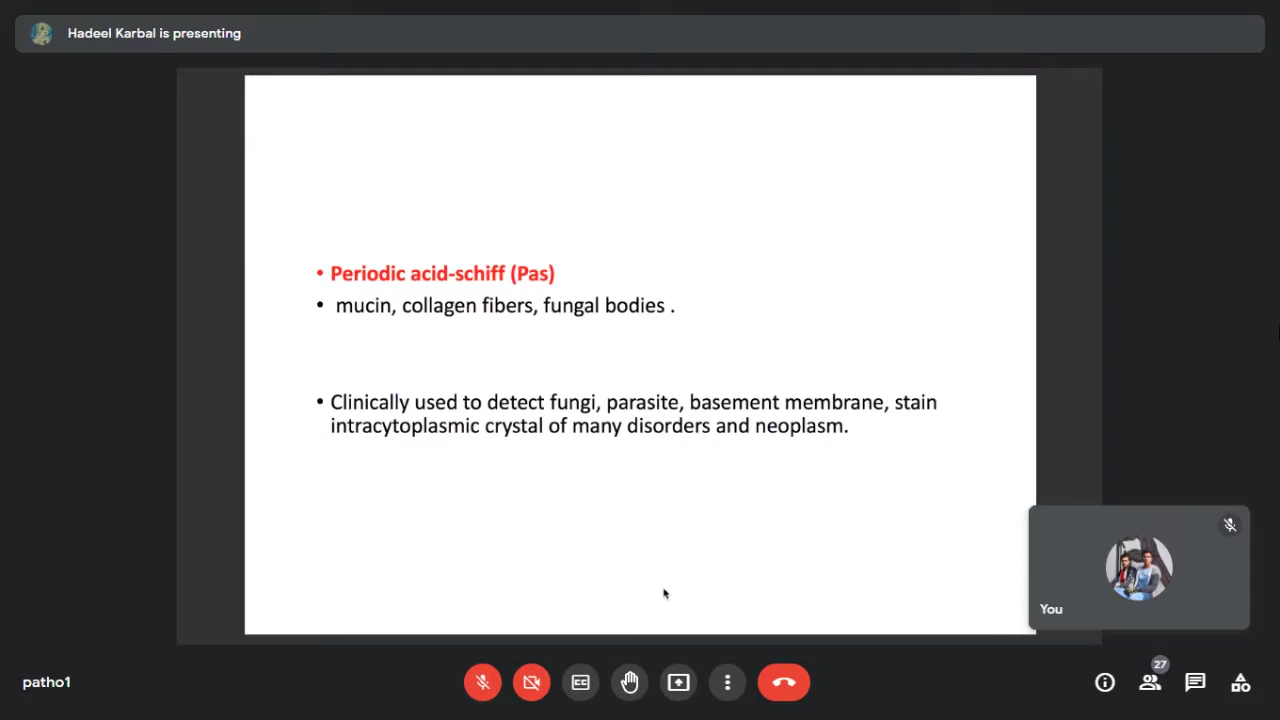 Hadeel Karbal is presenting
• Periodic acid-schiff (Pas)
• mucin, collagen fibers, fungal bodies .
• Clinically used to detect fungi, parasite, basement membrane, stain
intracytoplasmic crystal of many disorders and neoplasm.
You
patho1
CC
27